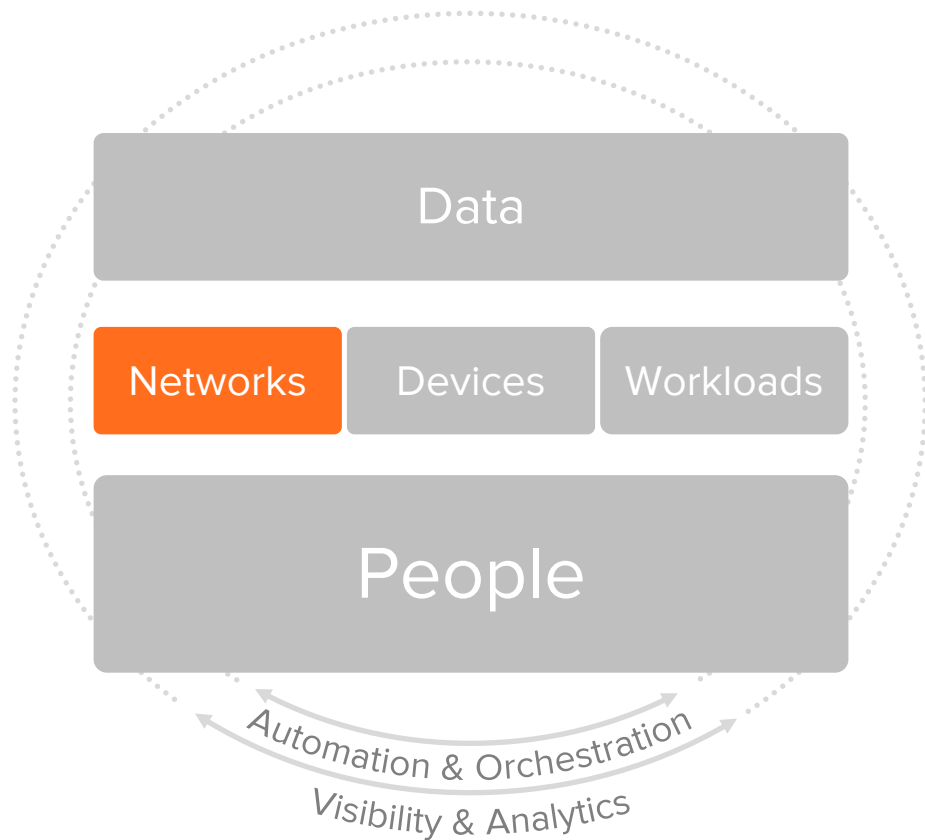 Data
Networks
Devices
Workloads
People
Automation & Orchestration
Visibility & Analytics